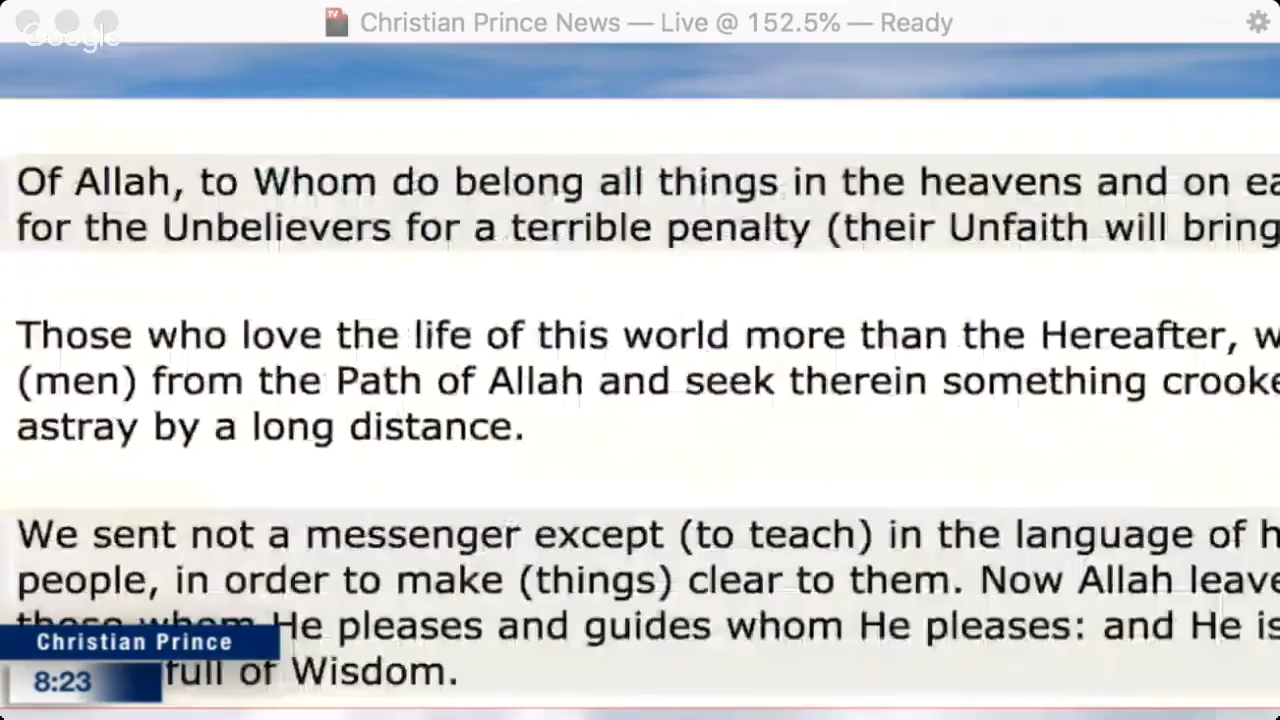 Christian Prince News — Live @ 152.5% — Ready
Google
Of Allah, to Whom do belong all things in the heavens and on
for the Unbelievers for a terrible penalty (their Unfaith will bring
Those who love the life of this world more than the Hereafter,
(men) from the Path of Allah and seek therein something
astray by a long distance.
We sent not a messenger except (to teach) in the language of
people, in order to make (things) clear to them. Now Allah
those whom He pleases and guides whom He pleases: and He is
full of Wisdom.
Christian Prince
8:23